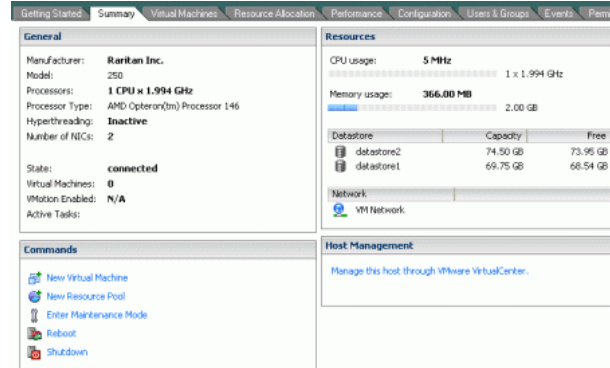 Getting Started Summary Virtual Machines Resource Allocation Performance Configuration Users & Groups Events Perm
General
Manufacturer: Raritan Inc.
Model: 250
Processors: 1 CPU x 1.994 GHz
Processor Type: AMD Opteron(tm) Processor 146
Hyperthreading: Inactive
Number of NICs: 2
State: connected
Virtual Machines: 0
VMotion Enabled: N/A
Active Tasks:
Commands
New Virtual Machine
New Resource Pool
Enter Maintenance Mode
Reboot
Shutdown
Resources
CPU usage: 5 MHz
1 x 1.994 GHz
Memory usage: 366.00 MB
2.00 GB
Datastore Capacity Free
datastore2 74.50 GB 73.95 GB
datastore1 69.75 GB 68.54 GB
Network
VM Network
Host Management
Manage this host through VMware VirtualCenter.